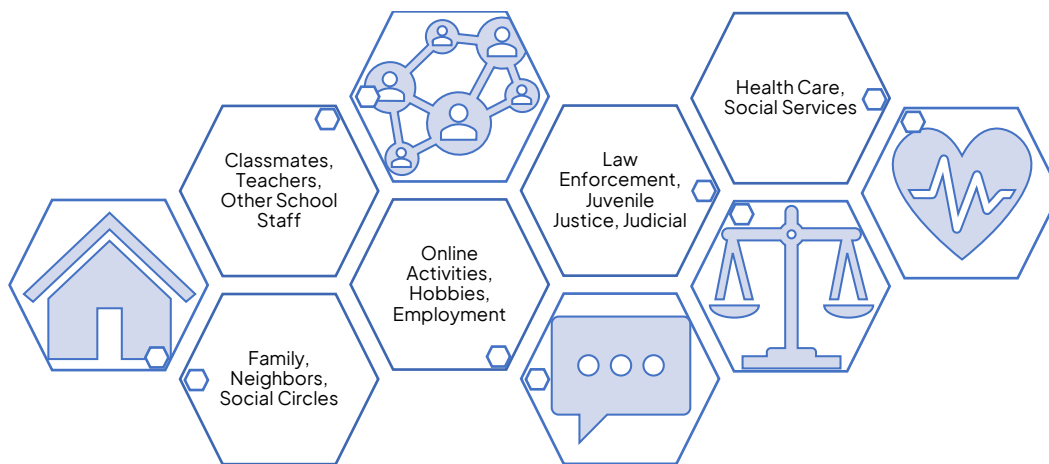 Classmates,
Teachers,
Other School
Staff
Family,
Neighbors,
Social Circles
Online
Activities,
Hobbies,
Employment
Law
Enforcement,
Juvenile
Justice, Judicial
Health Care,
Social Services